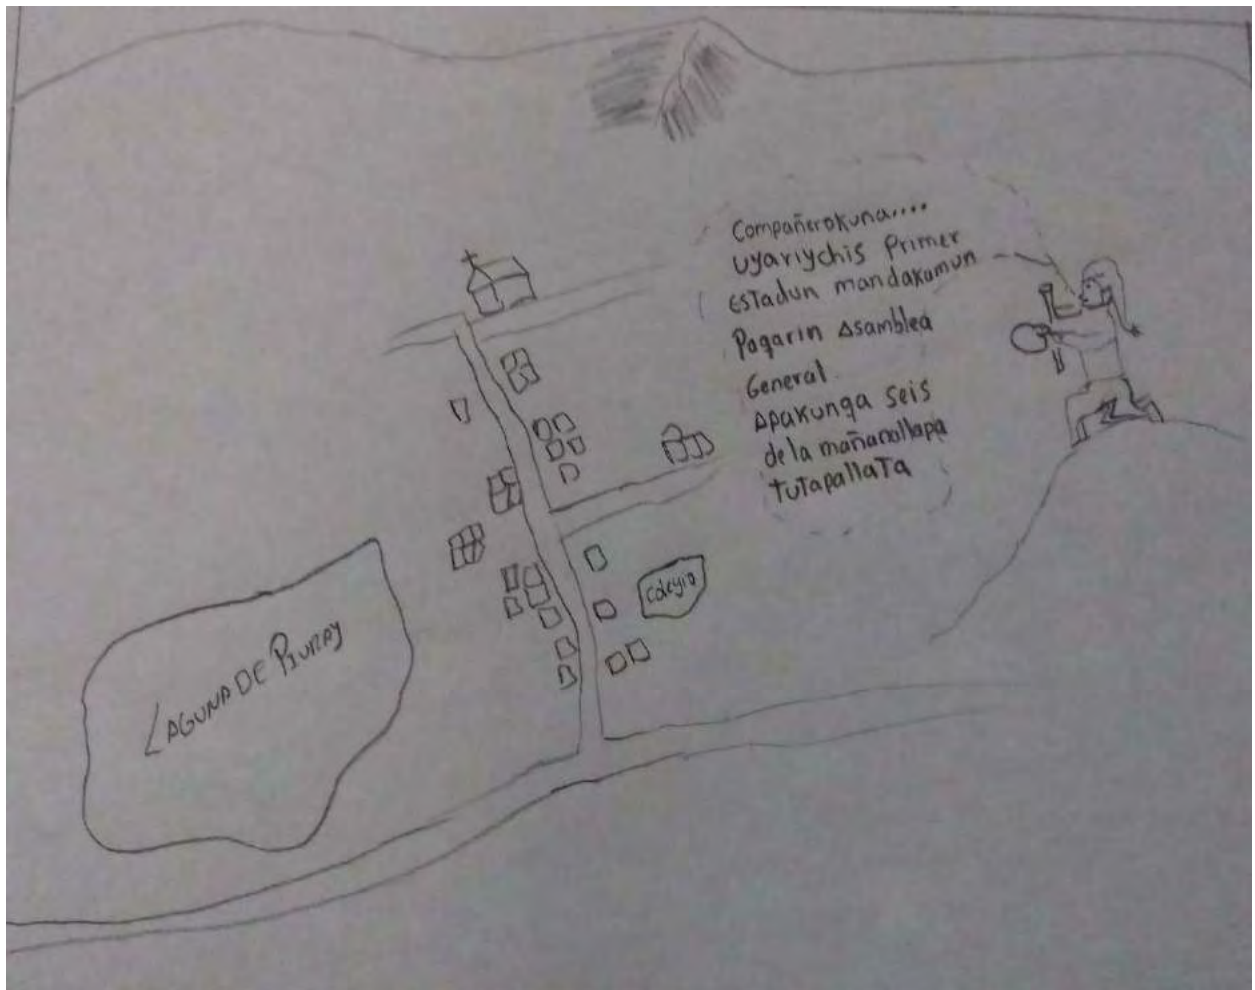 Compañerokuna....
uyariychis Primer
estadun mandakamun
Paqarin Asamblea
General
Apakunqa seis
de la mañanallapa
tutapallata
Colegio
LAGUNA DE PIURAY